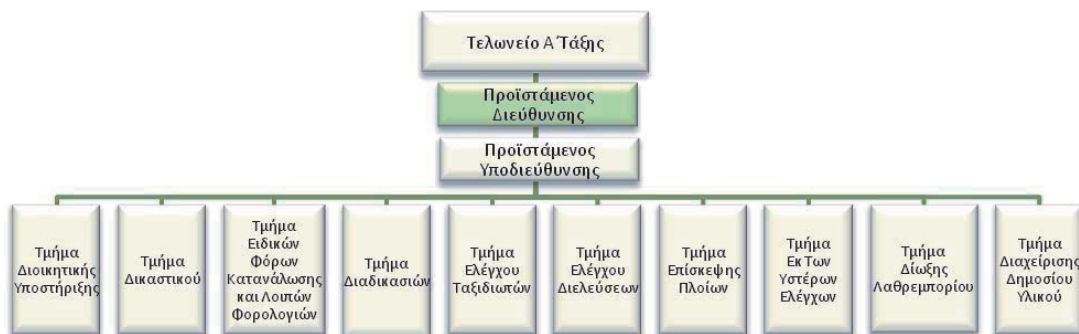 Τελωνείο Α΄Τάξης
Προϊστάμενος
Διεύθυνσης
Προϊστάμενος
Υποδιεύθυνσης
Τμήμα
Διοικητικής
Υποστήριξης
Τμήμα
Δικαστικού
Τμήμα
Ειδικών
Φόρων
Κατανάλωσης
και Λοιπών
Φορολογιών
Τμήμα
Διαδικασιών
Τμήμα
Ελέγχου
Ταξιδιωτών
Τμήμα
Ελέγχου
Διελεύσεων
Τμήμα
Επίσκεψης
Πλοίων
Τμήμα
Εκ Των
Υστέρων
Ελέγχων
Τμήμα
Δίωξης
Λαθρεμπορίου
Τμήμα
Διαχείρισης
Δημοσίου
Υλικού